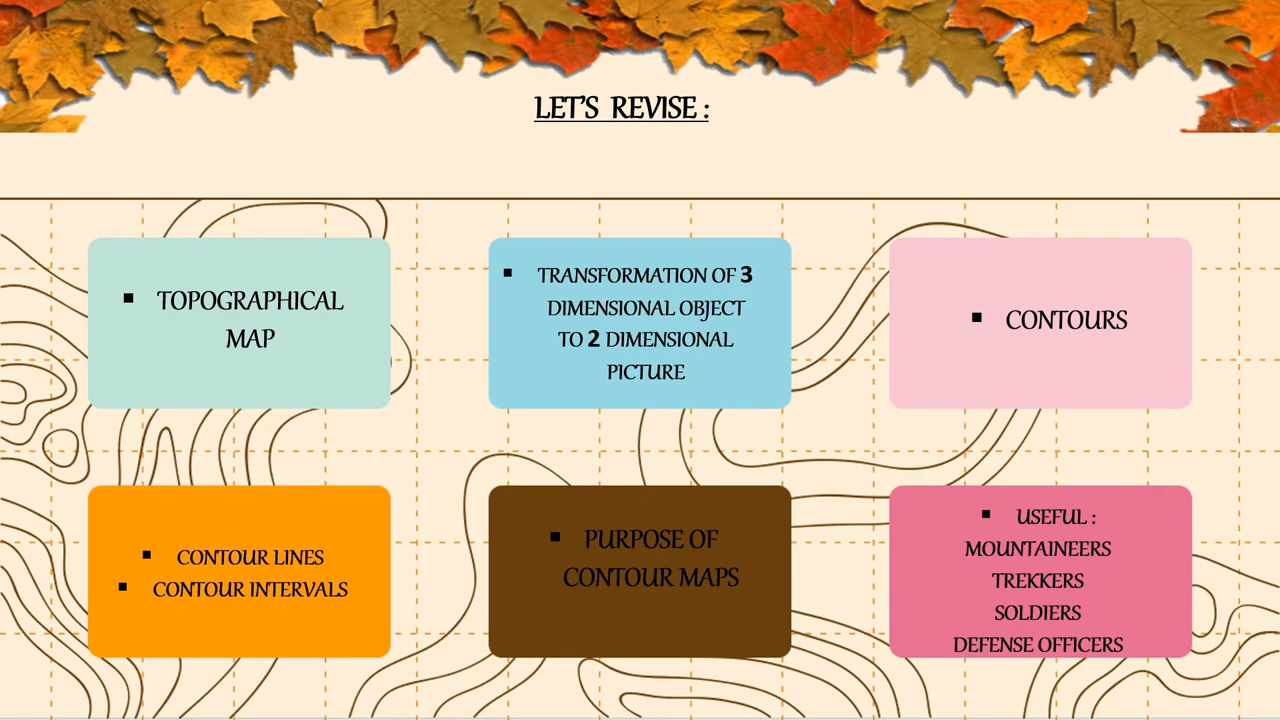 LET'S REVISE :
▪ TOPOGRAPHICAL
MAP
▪ TRANSFORMATION OF 3
DIMENSIONAL OBJECT
TO 2 DIMENSIONAL
PICTURE
▪ CONTOURS
▪ CONTOUR LINES
▪ CONTOUR INTERVALS
▪ PURPOSE OF
CONTOUR MAPS
▪ USEFUL :
MOUNTAINEERS
TREKKERS
SOLDIERS
DEFENSE OFFICERS